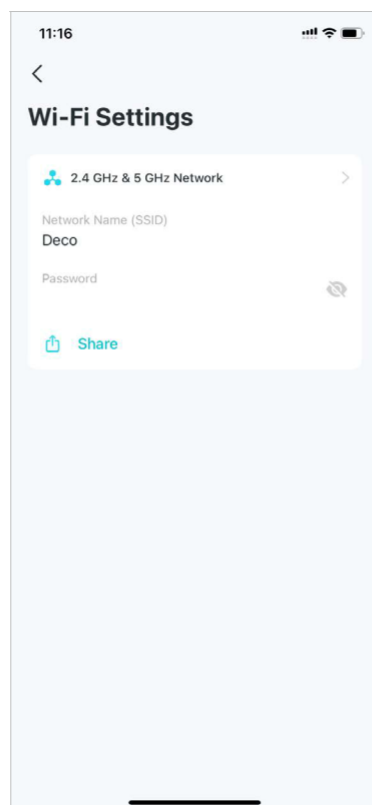 11:16
Wi-Fi Settings
2.4 GHz & 5 GHz Network
Network Name (SSID)
Deco
Password
Share